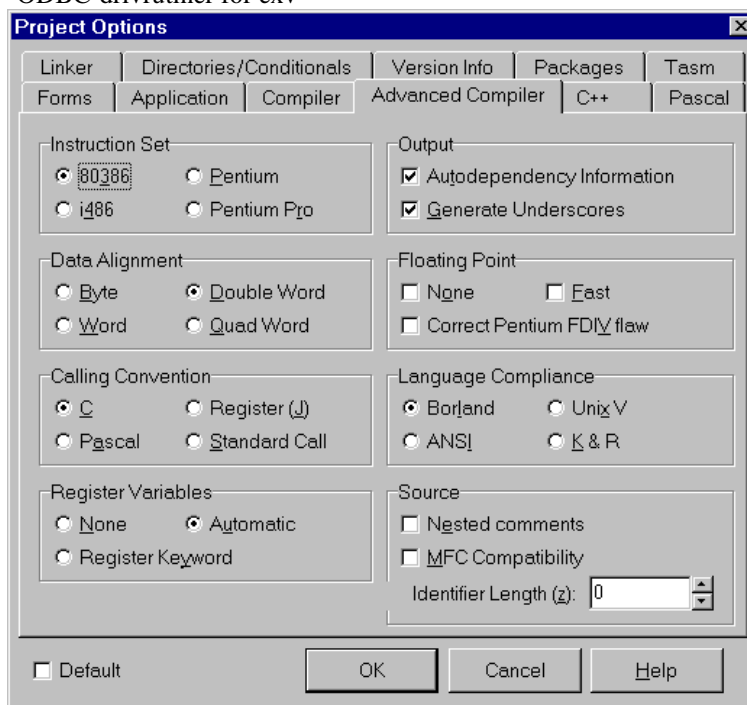 ODBC-drivrutiner för
Project Options
Linker Directories/Conditionals Version Info Packages Tasm
Forms Application Compiler Advanced Compiler C++ Pascal
Instruction Set
80386 Pentium
i486 Pentium Pro
Output
Autodependency Information
Generate Underscores
Data Alignment
Byte Double Word
Word Quad Word
Floating Point
None Fast
Correct Pentium FDIV flaw
Calling Convention
C Register (J)
Pascal Standard Call
Language Compliance
Borland Unix V
ANSI K & R
Register Variables
None Automatic
Register Keyword
Source
Nested comments
MFC Compatibility
Identifier Length (z): 0
Default OK Cancel Help